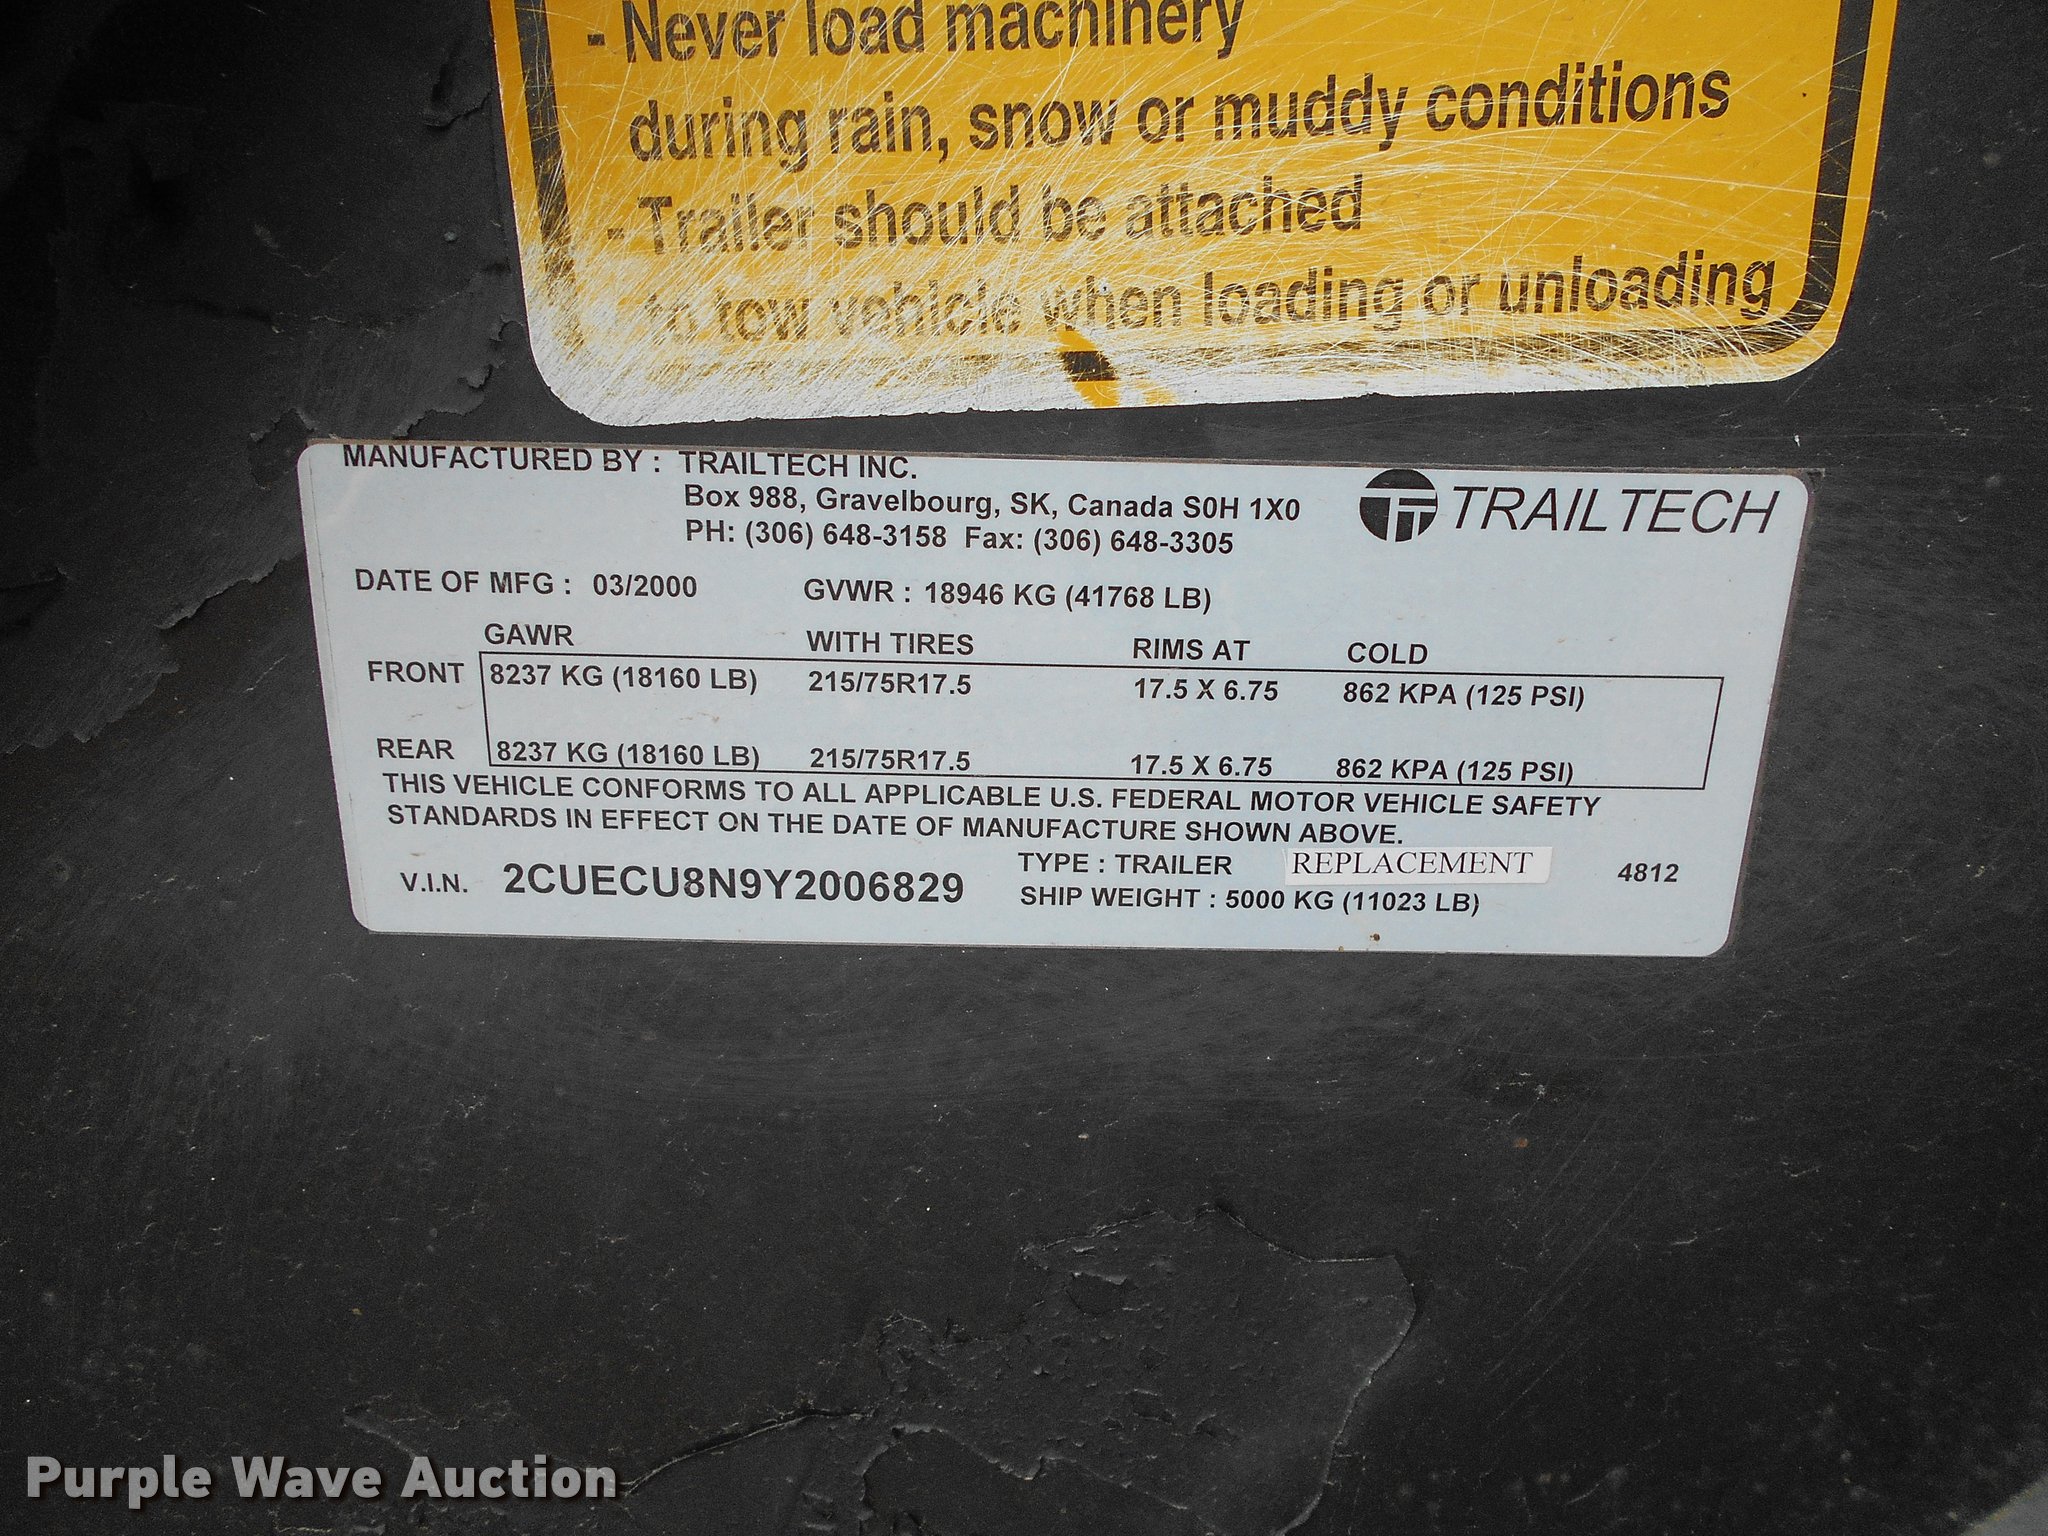 - Never load machinery
during rain, snow or muddy conditions
- Trailer should be attached
to tow vehicle when loading or unloading
MANUFACTURED BY : TRAILTECH INC.
Box 988, Gravelbourg, SK, Canada S0H 1X0
PH: (306) 648-3158 Fax: (306) 648-3305
TRAILTECH
DATE OF MFG : 03/2000 GVWR : 18946 KG (41768 LB)
GAWR WITH TIRES RIMS AT COLD
FRONT 8237 KG (18160 LB) 215/75R17.5 17.5 X 6.75 862 KPA (125 PSI)
REAR 8237 KG (18160 LB) 215/75R17.5 17.5 X 6.75 862 KPA (125 PSI)
THIS VEHICLE CONFORMS TO ALL APPLICABLE U.S. FEDERAL MOTOR VEHICLE SAFETY
STANDARDS IN EFFECT ON THE DATE OF MANUFACTURE SHOWN ABOVE.
V.I.N. 2CUECU8N9Y2006829 TYPE : TRAILER REPLACEMENT 4812
SHIP WEIGHT : 5000 KG (11023 LB)
Purple Wave Auction